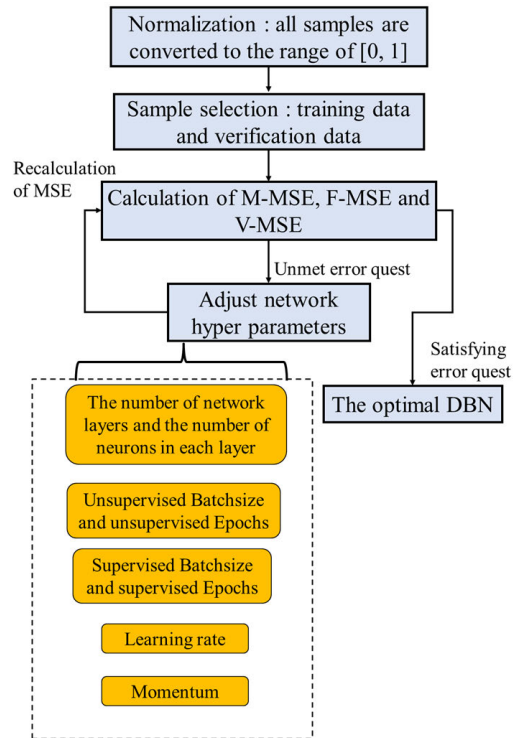 Normalization : all samples are
converted to the range of [0, 1]
Sample selection : training data
and verification data
Recalculation
of MSE
Calculation of M-MSE, F-MSE and
V-MSE
Unmet error quest
Adjust network
hyper parameters
Satisfying
error quest
The optimal DBN
The number of network
layers and the number of
neurons in each layer
Unsupervised Batchsize
and unsupervised Epochs
Supervised Batchsize
and supervised Epochs
Learning rate
Momentum